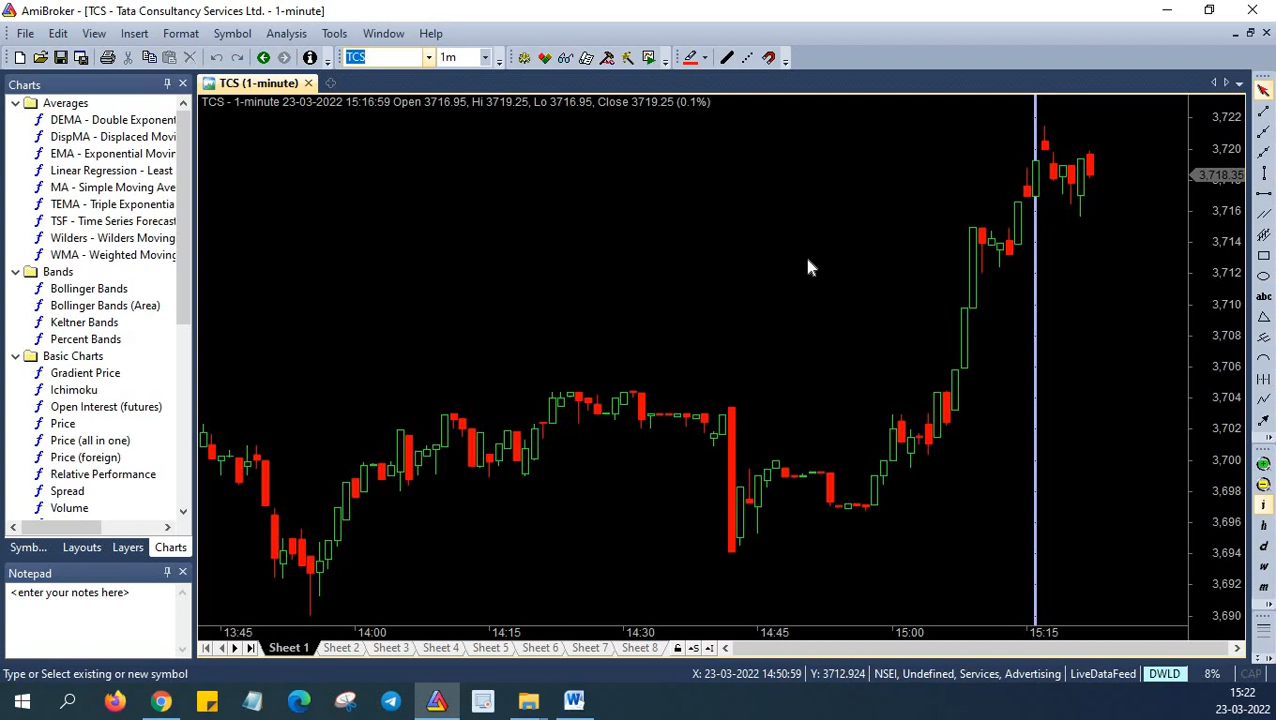 AmiBroker - [TCS - Tata Consultancy Services Ltd. - 1-minute]
File Edit View Insert Format Symbol Analysis Tools Window Help
TCS 1m
Charts
TCS (1-minute)
TCS - 1-minute 23-03-2022 15:16:59 Open 3716.95, Hi 3719.25, Lo 3716.95, Close 3719.25 (0.1%)
Averages
DEMA - Double Exponent
DispMA - Displaced Movi
EMA - Exponential Movin
Linear Regression - Least
MA - Simple Moving Ave
TEMA - Triple Exponentia
TSF - Time Series Forecast
Wilders - Wilders Moving
WMA - Weighted Moving
Bands
Bollinger Bands
Bollinger Bands (Area)
Keltner Bands
Percent Bands
Basic Charts
Gradient Price
Ichimoku
Open Interest (futures)
Price
Price (all in one)
Price (foreign)
Relative Performance
Spread
Volume
Symb... Layouts Layers Charts
Notepad
<enter your notes here>
3,722
3,720
3,718.35
3,716
3,714
3,712
3,710
3,708
3,706
3,704
3,702
3,700
3,698
3,696
3,694
3,692
3,690
abc
i
h
d
w
m
13:45 14:00 14:15 14:30 14:45 15:00 15:15
Sheet 1 Sheet 2 Sheet 3 Sheet 4 Sheet 5 Sheet 6 Sheet 7 Sheet 8
Type or Select existing or new symbol X: 23-03-2022 14:50:59 Y: 3712.924 NSEI, Undefined, Services, Advertising LiveDataFeed DWLD 8% CAP
15:22
23-03-2022